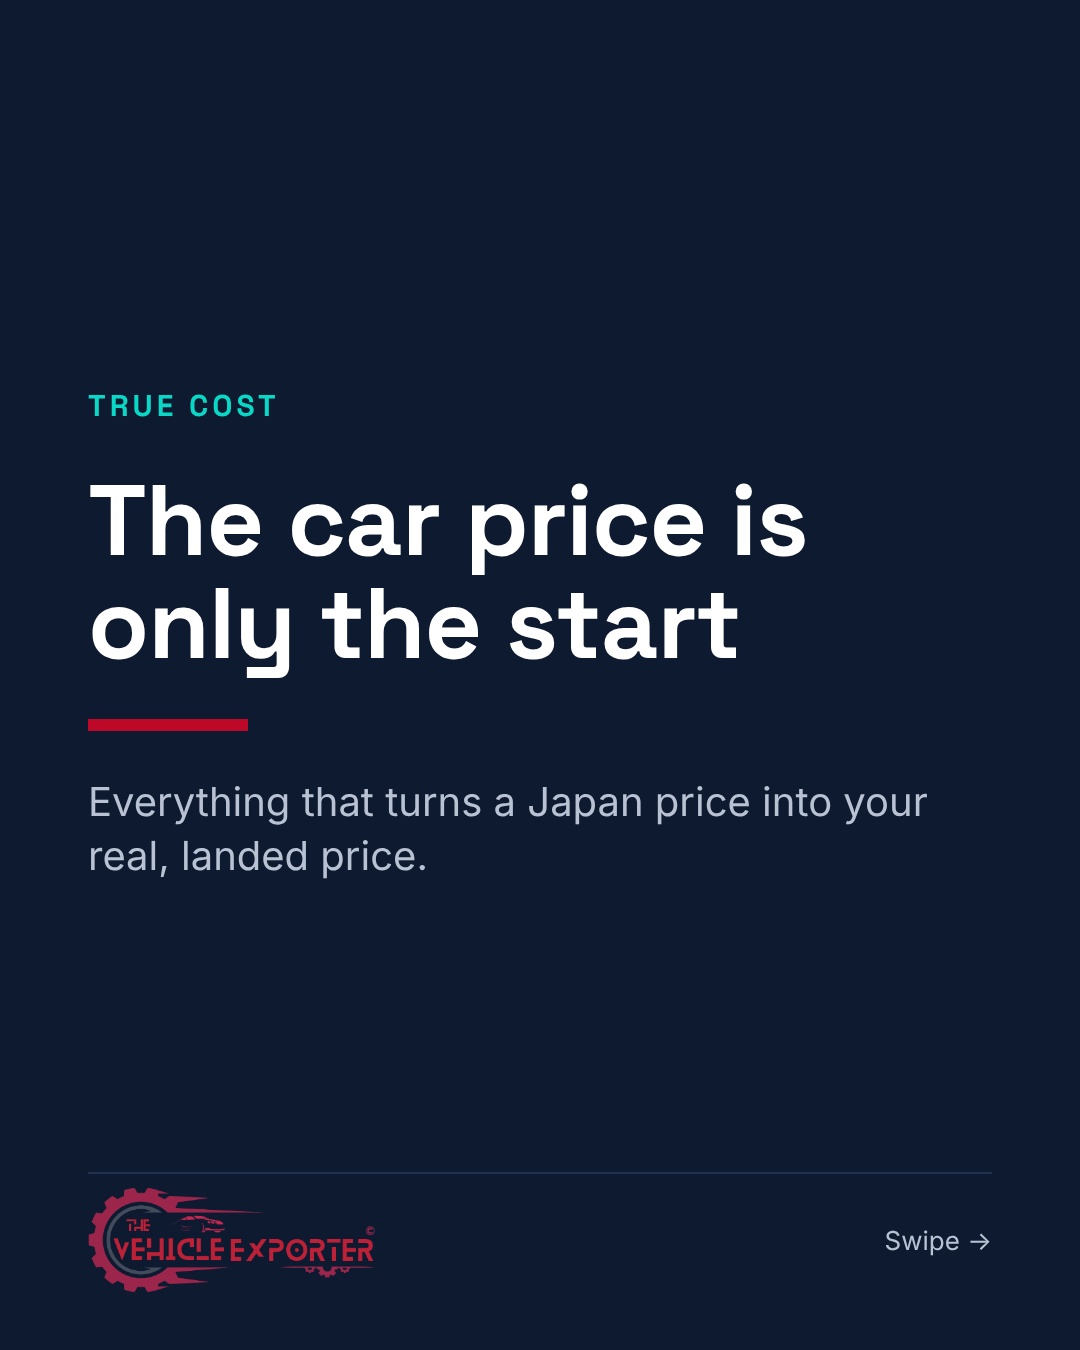 TRUE COST
The car price is
only the start
Everything that turns a Japan price into your
real, landed price.
THE
VEHICLE EXPORTER
©
Swipe →